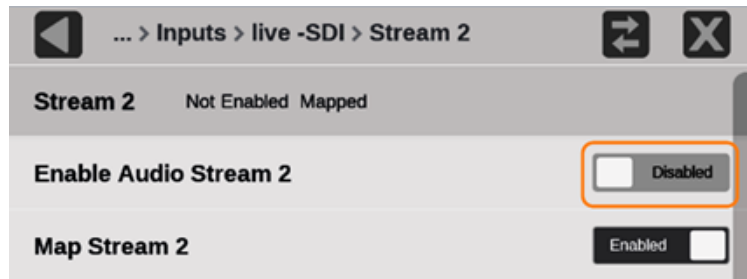 ... > Inputs > live -SDI > Stream 2
Stream 2 Not Enabled Mapped
Enable Audio Stream 2 Disabled
Map Stream 2 Enabled